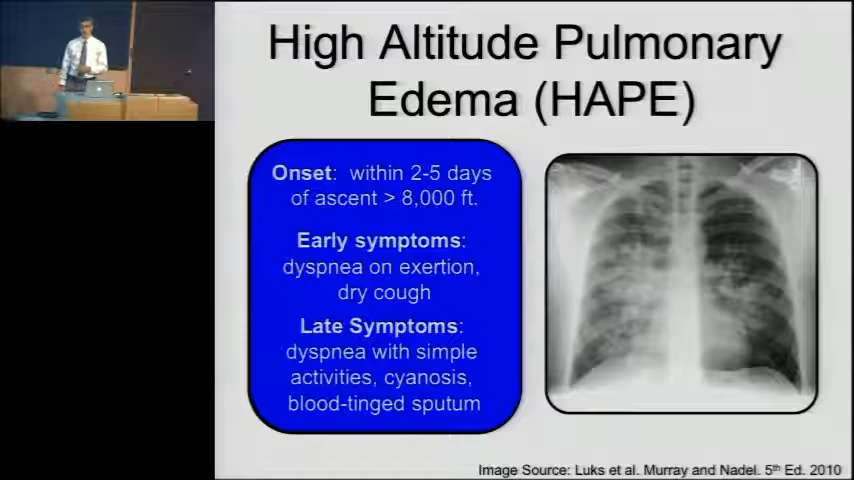 High Altitude Pulmonary
Edema (HAPE)
Onset: within 2-5 days
of ascent > 8,000 ft.
Early symptoms:
dyspnea on exertion,
dry cough
Late Symptoms:
dyspnea with simple
activities, cyanosis,
blood-tinged sputum
Image Source: Luks et al. Murray and Nadel. 5th Ed. 2010